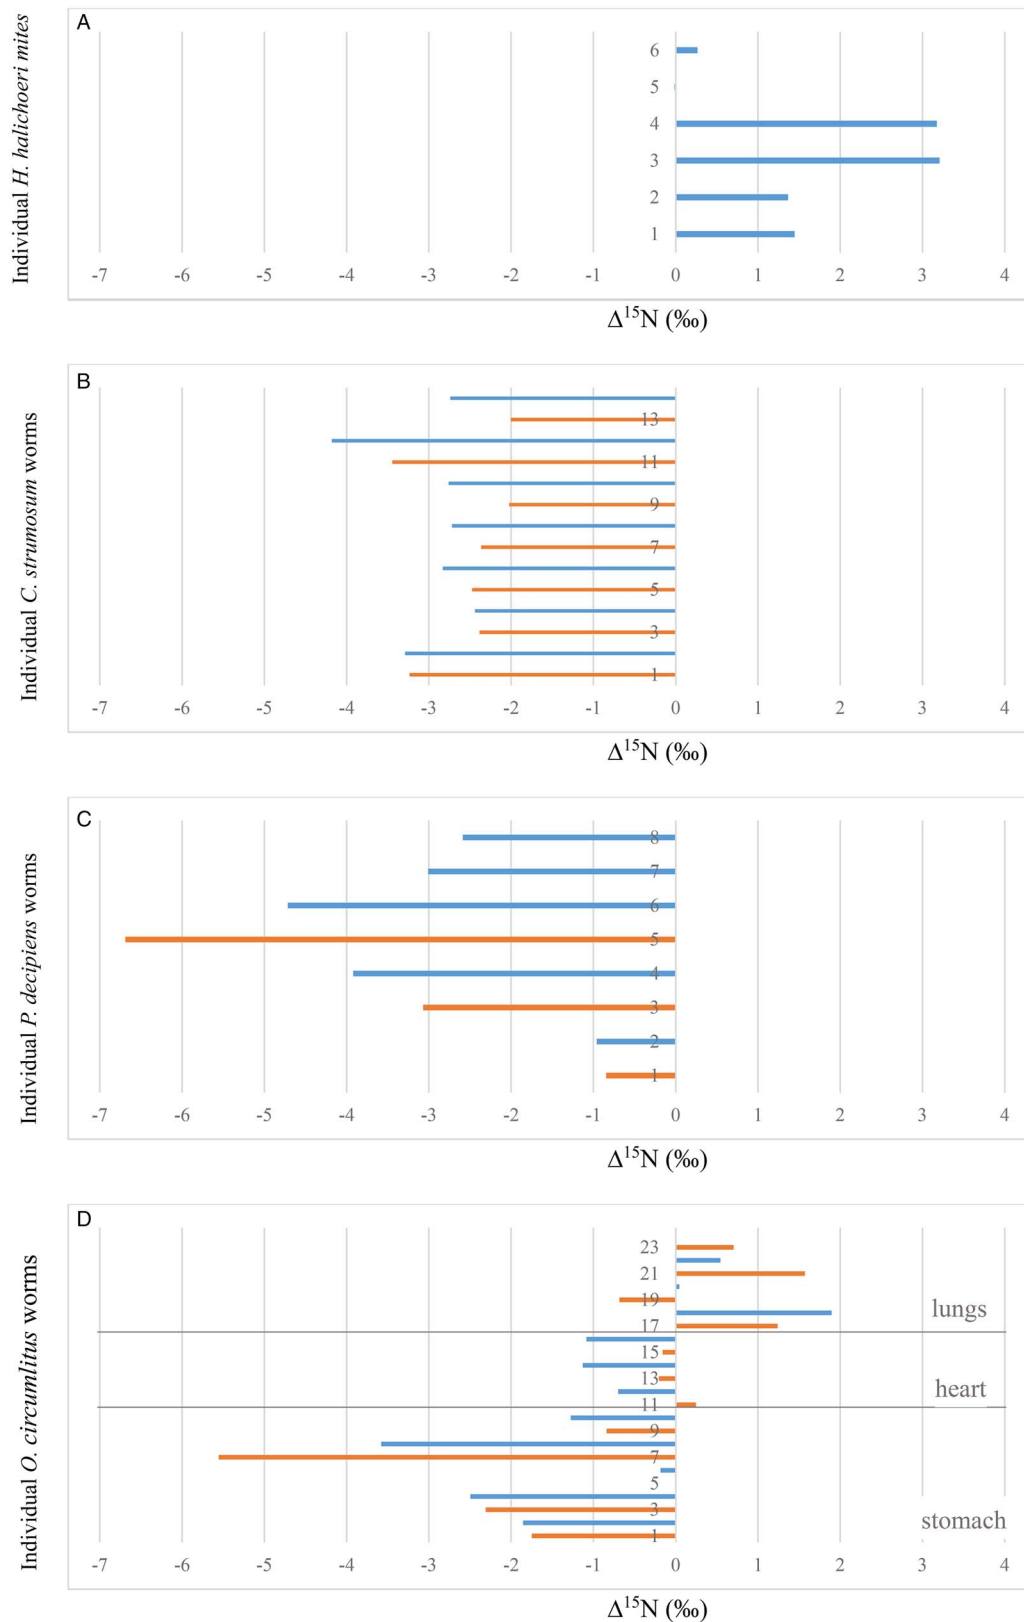 A
Individual H. halichoeri mites
6
5
4
3
2
1
-7 -6 -5 -4 -3 -2 -1 0 1 2 3 4
Δ¹⁵N (‰)
B
Individual C. strumosum worms
13
11
9
7
5
3
1
-7 -6 -5 -4 -3 -2 -1 0 1 2 3 4
Δ¹⁵N (‰)
C
Individual P. decipiens worms
8
7
6
5
4
3
2
1
-7 -6 -5 -4 -3 -2 -1 0 1 2 3 4
Δ¹⁵N (‰)
D
Individual O. circumlitus worms
23
21
19
lungs
17
15
13
heart
11
9
7
5
3
stomach
1
-7 -6 -5 -4 -3 -2 -1 0 1 2 3 4
Δ¹⁵N (‰)